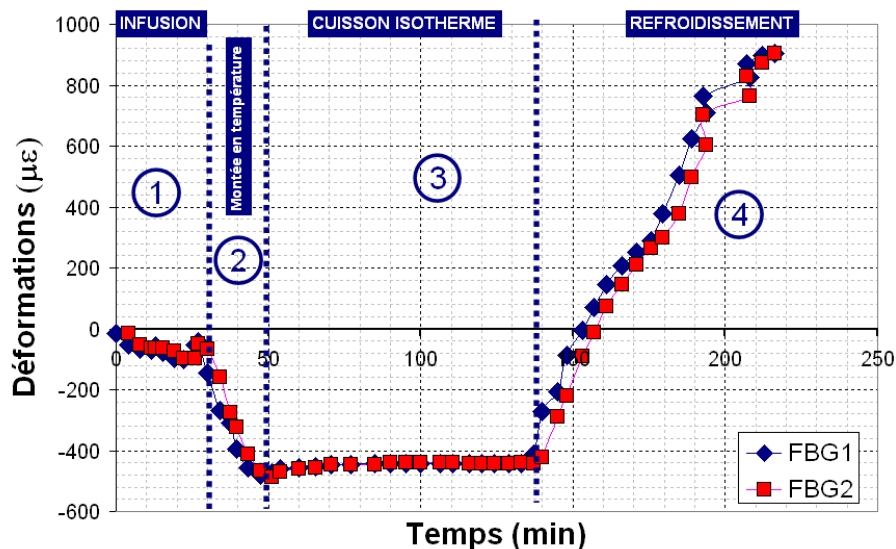 INFUSION
CUISSON ISOTHERME
REFROIDISSEMENT
Montée en température
1
2
3
4
Déformations (με)
1000
800
600
400
200
0
-200
-400
-600
0
50
100
150
200
250
Temps (min)
FBG1
FBG2